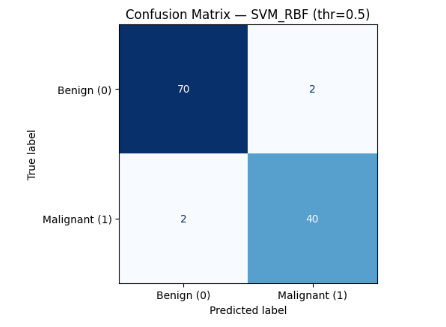 Confusion Matrix — SVM_RBF (thr=0.5)
True label
Benign (0)
70
2
Malignant (1)
2
40
Benign (0)
Malignant (1)
Predicted label